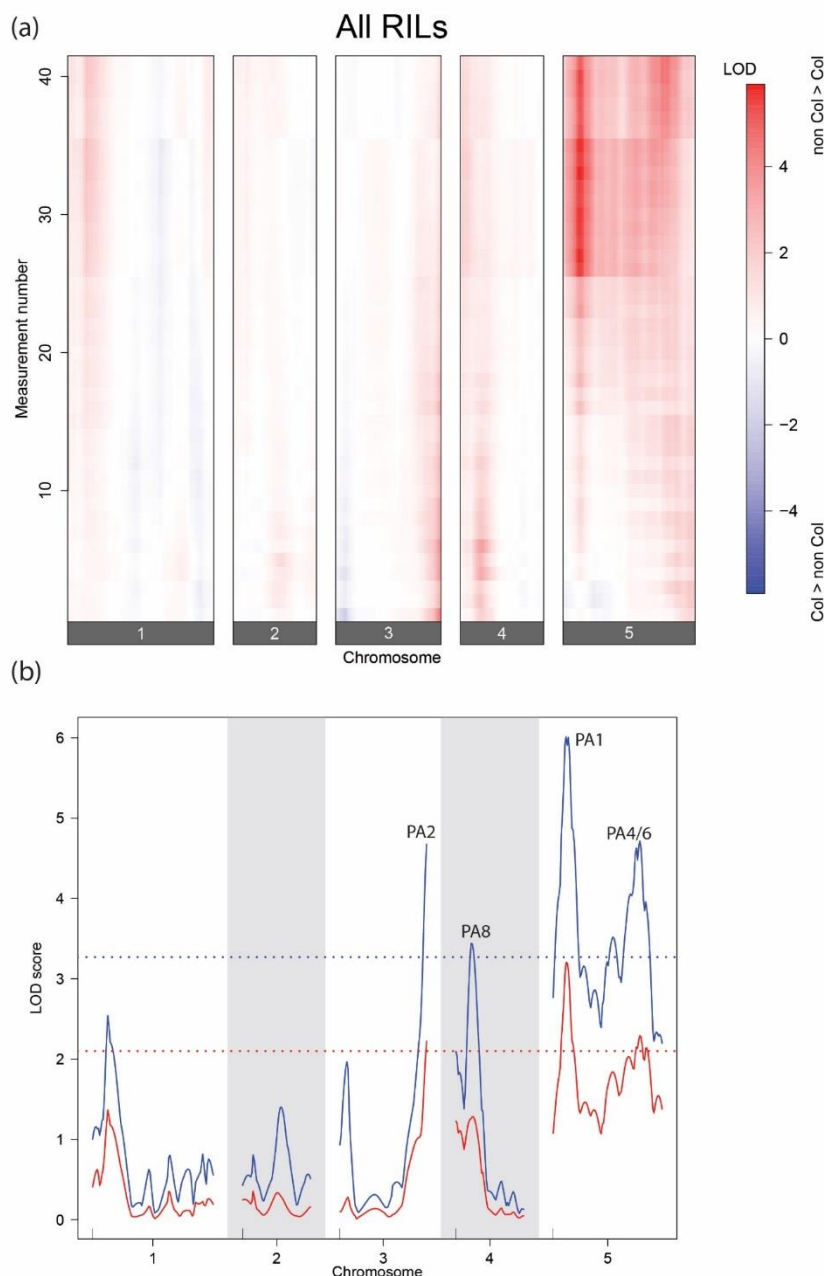 (a)
All RILs
LOD
non Col > Col
40
30
20
10
Measurement number
4
2
0
−2
−4
Col > non Col
1
2
3
4
5
Chromosome
(b)
6
5
4
3
2
1
0
LOD score
PA1
PA2
PA4/6
PA8
1
2
3
4
5
Chromosome